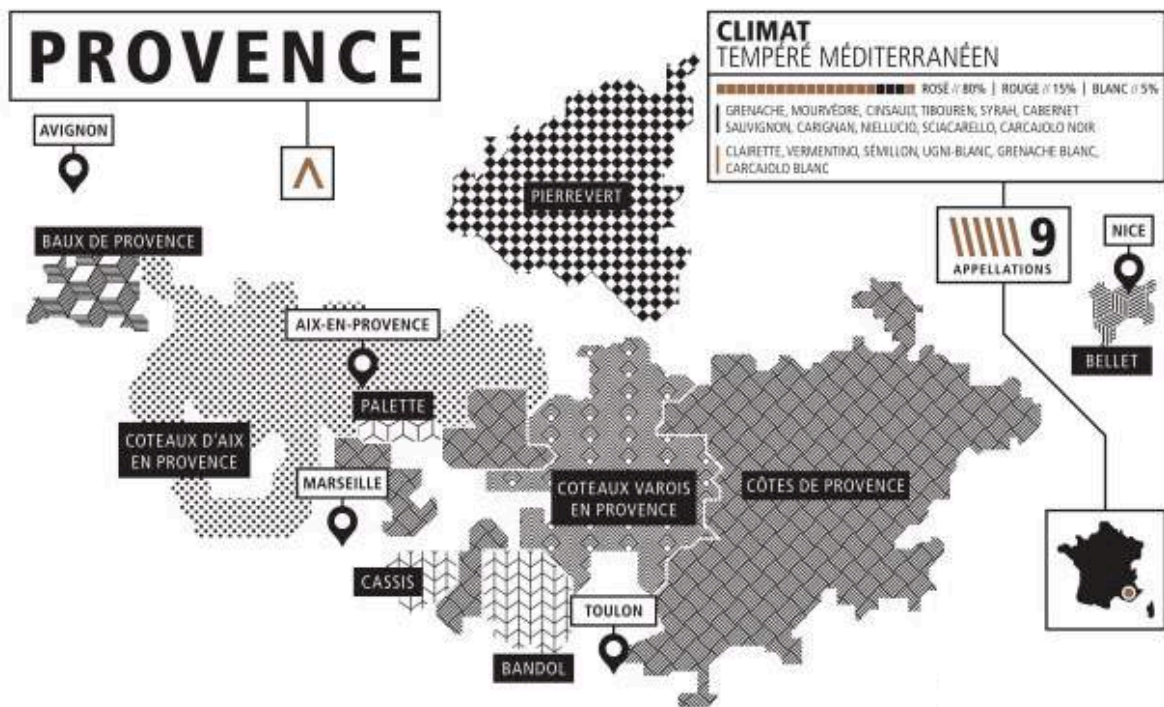 PROVENCE
CLIMAT
TEMPÉRÉ MÉDITERRANÉEN
ROSÉ // 80% | ROUGE // 15% | BLANC // 5%
GRENACHE, MOURVÈDRE, CINSAULT, TIBOUREN, SYRAH, CABERNET
SAUVIGNON, CARIGNAN, NIELLUCIO, SCIACARELLO, CARCAJOLO NOIR
CLAIRETTE, VERMENTINO, SÉMILLON, UGNI-BLANC, GRENACHE BLANC,
CARCAJOLO BLANC
AVIGNON
PIERREVERT
9
APPELLATIONS
NICE
BAUX DE PROVENCE
AIX-EN-PROVENCE
BELLET
PALETTE
COTEAUX D'AIX
EN PROVENCE
MARSEILLE
COTEAUX VAROIS
EN PROVENCE
CÔTES DE PROVENCE
CASSIS
TOULON
BANDOL